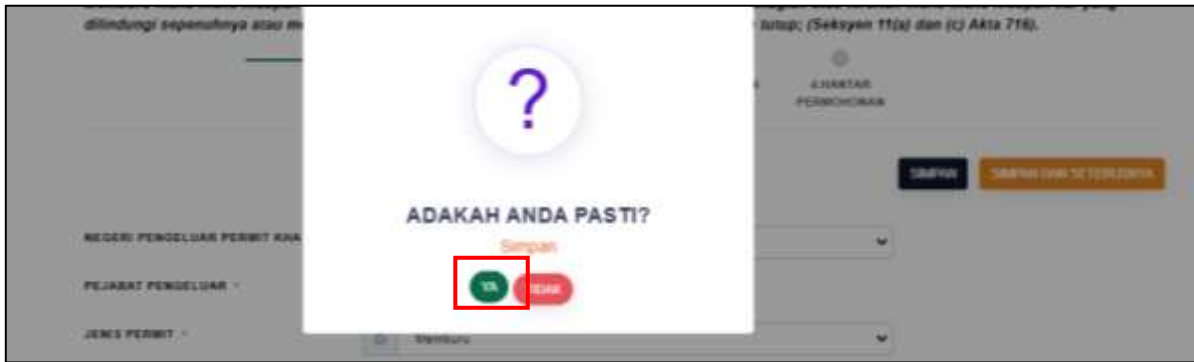 dilindungi sepenuhnya atau
tutup; (Seksyen 11(a) dan (c) Akta 716).
4.HANTAR
PERMOHONAN
SIMPAN
SIMPAN DAN SETERUSNYA
ADAKAH ANDA PASTI?
Simpan
YA
TIDAK
NEGERI PENGELUAR PERMIT KHA
PEJABAT PENGELUAR *
JENIS PERMIT *
Memburu